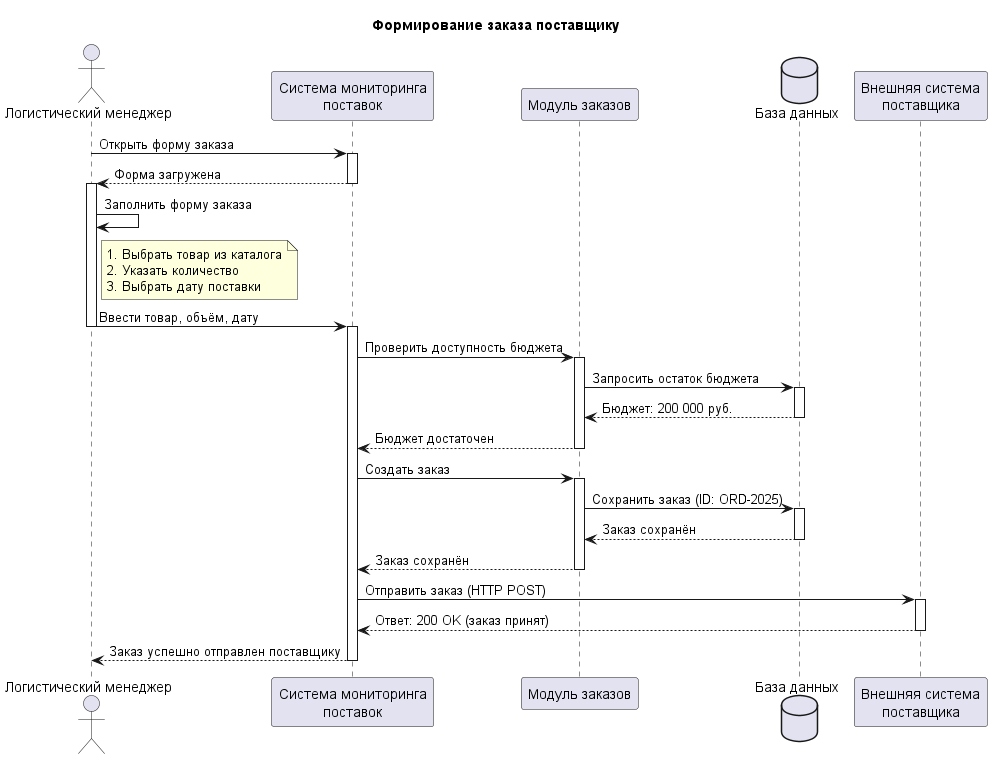 Формирование заказа поставщику
Логистический менеджер
Система мониторинга
поставок
Модуль заказов
База данных
Внешняя система
поставщика
Открыть форму заказа
Форма загружена
Заполнить форму заказа
1. Выбрать товар из каталога
2. Указать количество
3. Выбрать дату поставки
Ввести товар, объём, дату
Проверить доступность бюджета
Запросить остаток бюджета
Бюджет: 200 000 руб.
Бюджет достаточен
Создать заказ
Сохранить заказ (ID: ORD-2025)
Заказ сохранён
Заказ сохранён
Отправить заказ (HTTP POST)
Ответ: 200 OK (заказ принят)
Заказ успешно отправлен поставщику
Логистический менеджер
Система мониторинга
поставок
Модуль заказов
База данных
Внешняя система
поставщика